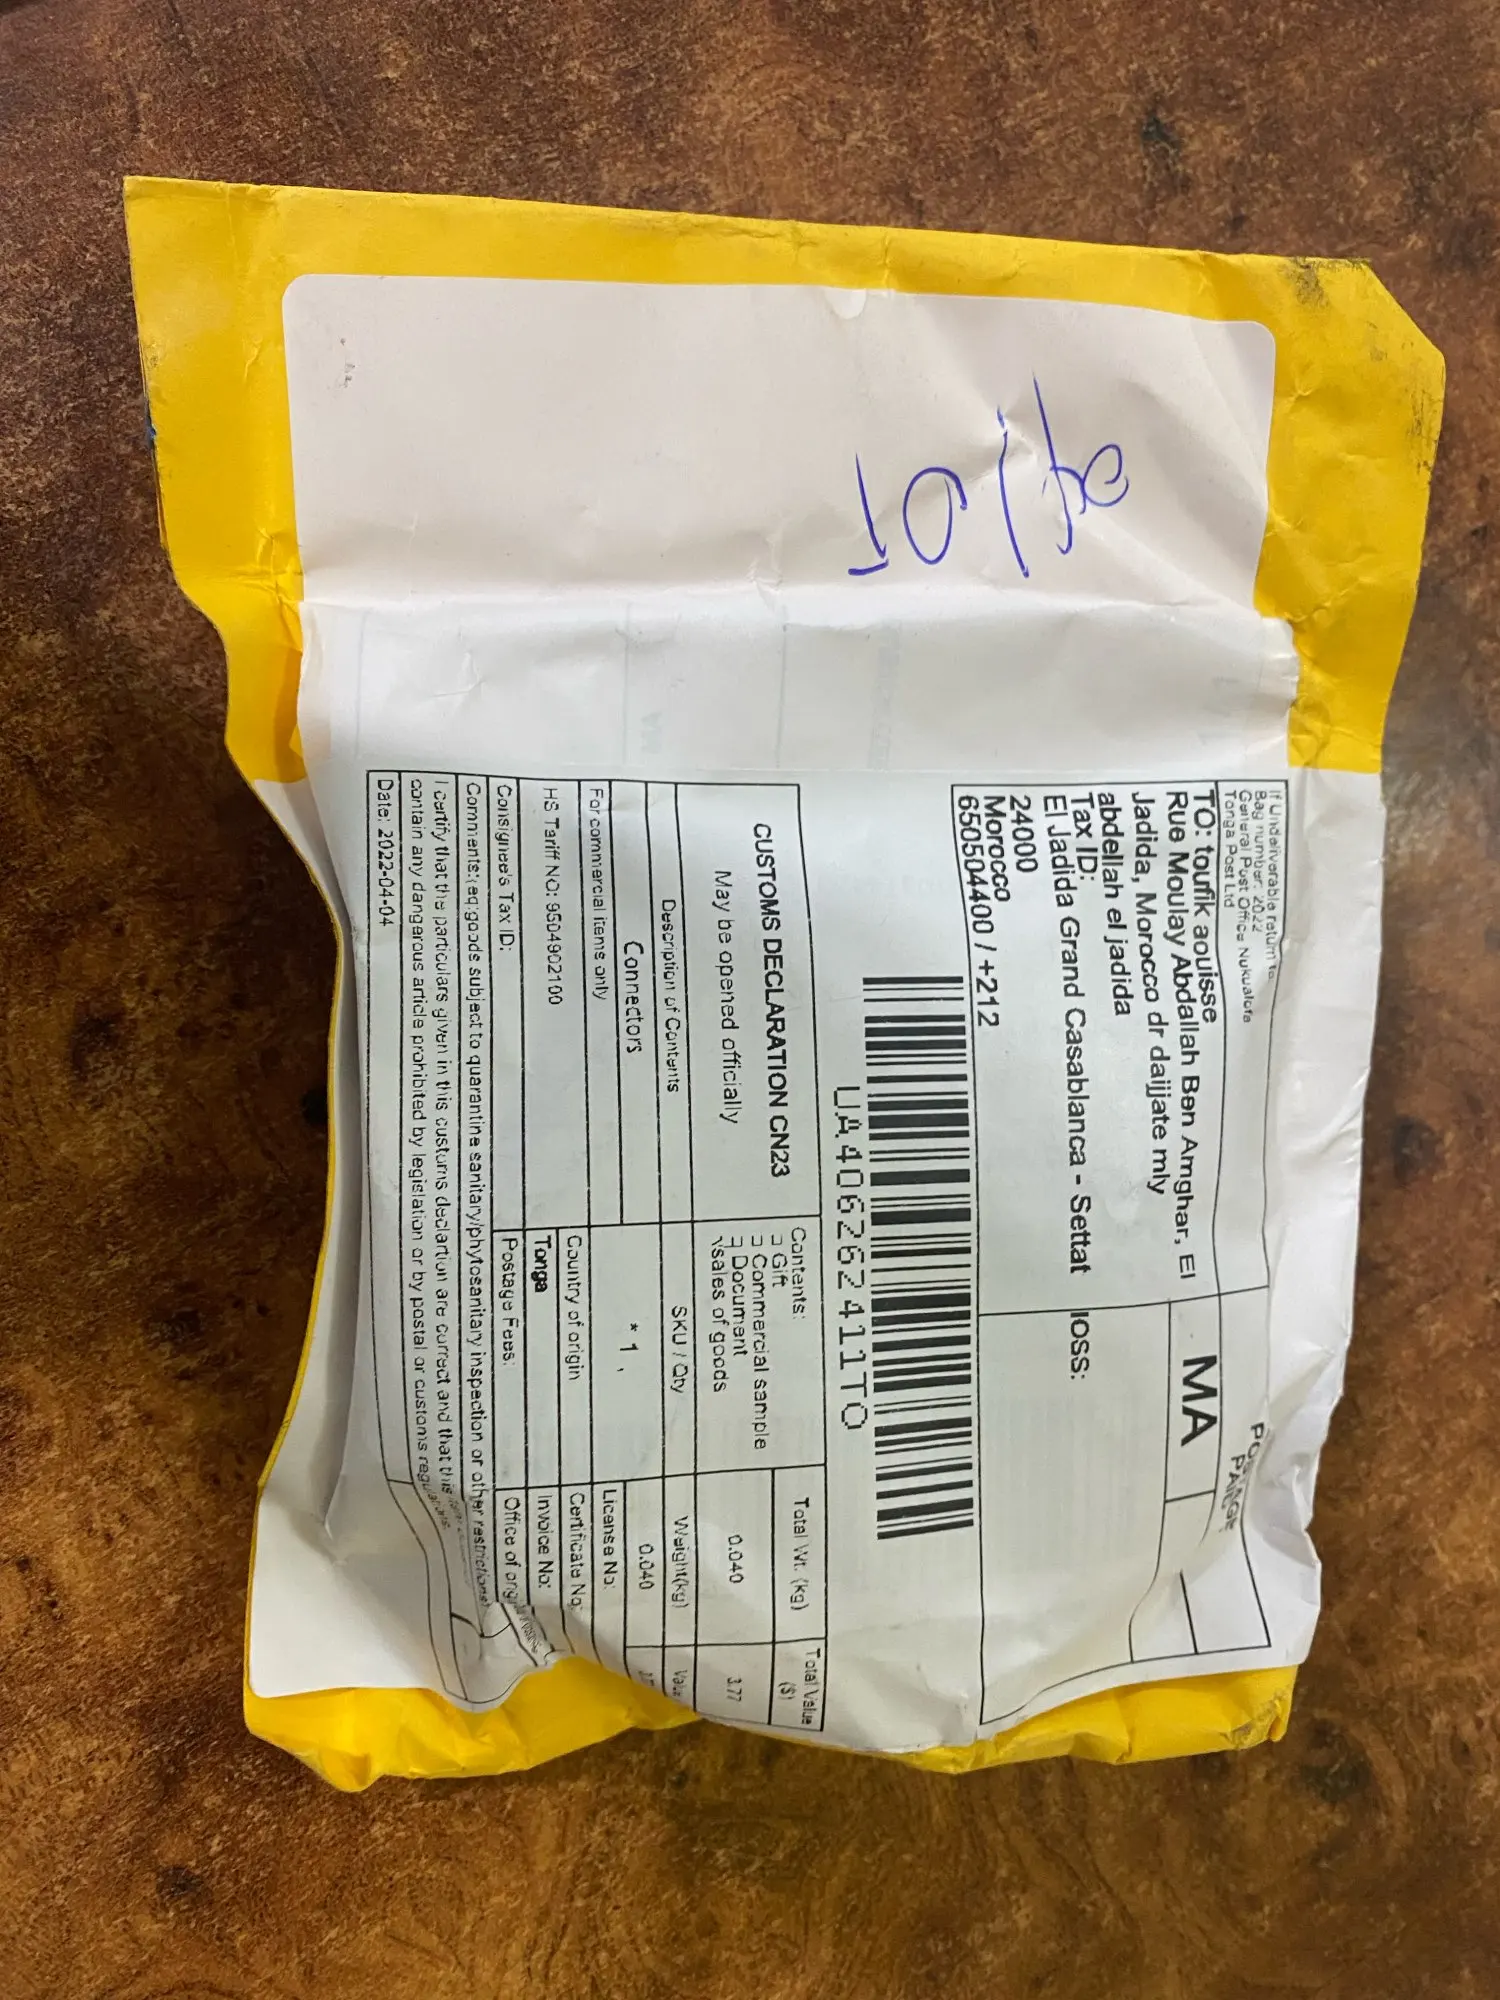 If Undeliverable return to
Bag number: 2022
General Post Office Nukualofa
Tonga Post Ltd
MA
TO: toufik aouisse
Rue Moulay Abdallah Ben Amghar, El
Jadida, Morocco dr daijjate mly
abdellah el jadida
Tax ID:
El Jadida Grand Casablanca - Settat
24000
Morocco
650504400 / +212
IOSS:
UA406262411TO
CUSTOMS DECLARATION CN23
May be opened officially
Contents:
Gift
Commercial sample
Document
√sales of goods
Total Wt. (kg)
0.040
Total Value
($)
3.77
Description of Contents
SKU / Qty
Weight(kg)
Connectors
* 1 ,
0.040
For commercial items only
HS Tariff NO: 9504902100
Country of origin
Tonga
License No:
Certificate No:
Invoice No:
Consignee's Tax ID:
Postage Fees:
Office of
Comments:(eq:goods subject to quarantine sanitary/phytosanitary inspection or other restrictions)
I certify that the particulars given in this customs declartion are currect and that this
contain any dangerous article prohibited by legislation or by postal or customs regulations
Date: 2022-04-04